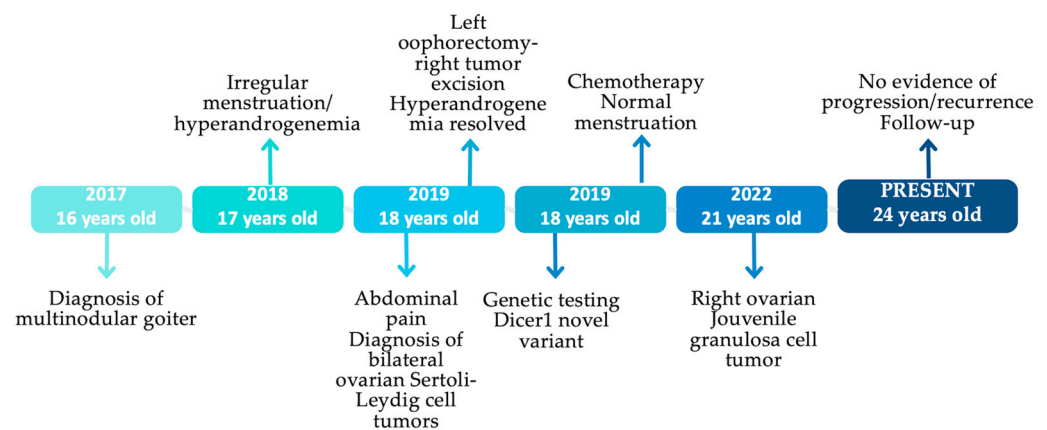 Irregular
menstruation/
hyperandrogenemia
Left
oophorectomy-
right tumor
excision
Hyperandrogene
mia resolved
Chemotherapy
Normal
menstruation
No evidence of
progression/recurrence
Follow-up
2017
16 years old
2018
17 years old
2019
18 years old
2019
18 years old
2022
21 years old
PRESENT
24 years old
Diagnosis of
multinodular goiter
Abdominal
pain
Diagnosis of
bilateral
ovarian Sertoli-
Leydig cell
tumors
Genetic testing
Dicer1 novel
variant
Right ovarian
Jouvenile
granulosa cell
tumor